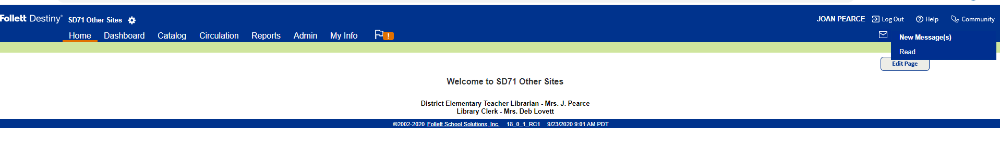 Follett Destiny® SD71 Other Sites
JOAN PEARCE Log Out Help Community
Home Dashboard Catalog Circulation Reports Admin My Info !
New Message(s)
Read
Edit Page
Welcome to SD71 Other Sites
District Elementary Teacher Librarian - Mrs. J. Pearce
Library Clerk - Mrs. Deb Lovett
©2002-2020 Follett School Solutions, Inc. 18_0_1_RC1 9/23/2020 9:01 AM PDT